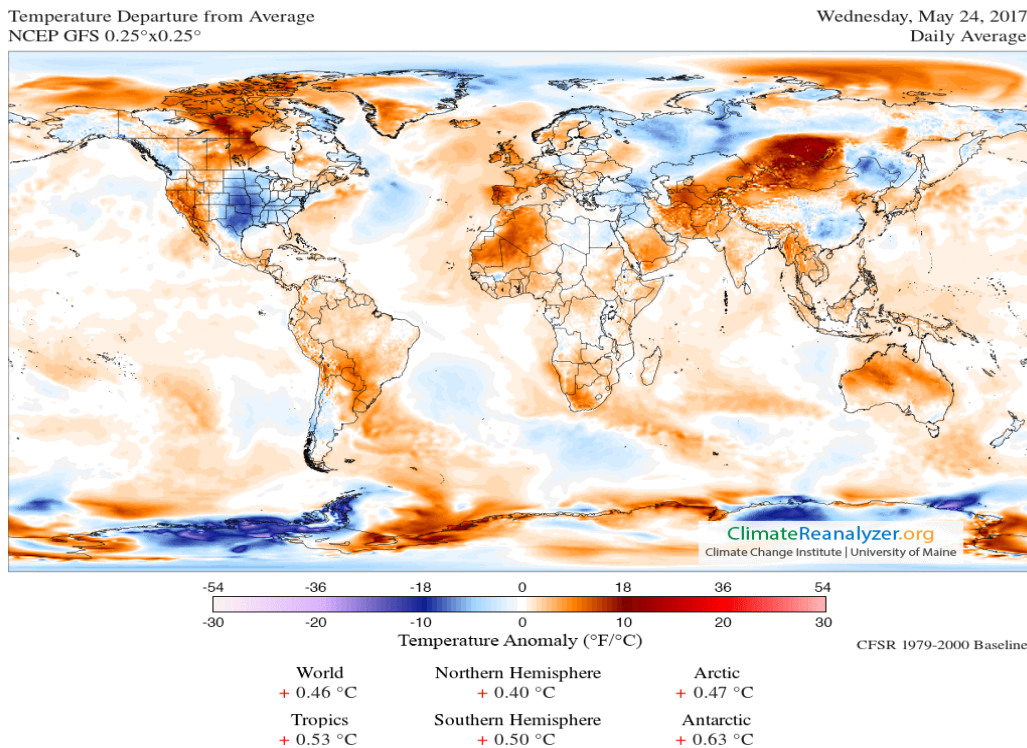 Temperature Departure from Average
Wednesday, May 24, 2017
NCEP GFS 0.25°x0.25°
Daily Average
ClimateReanalyzer.org
Climate Change Institute | University of Maine
-54 -36 -18 0 18 36 54
-30 -20 -10 0 10 20 30
Temperature Anomaly (°F/°C)
CFSR 1979-2000 Baseline
World Northern Hemisphere Arctic
+ 0.46 °C + 0.40 °C + 0.47 °C
Tropics Southern Hemisphere Antarctic
+ 0.53 °C + 0.50 °C + 0.63 °C